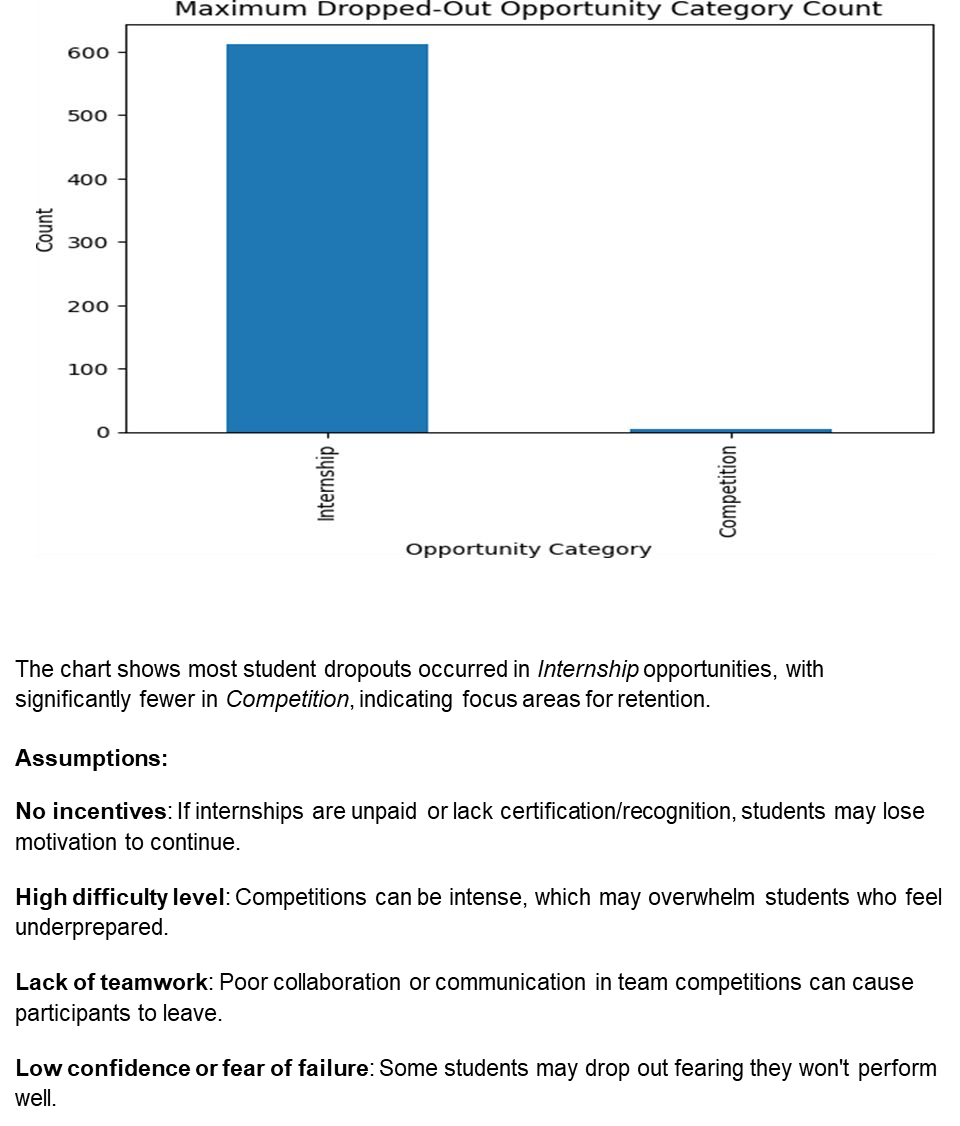 Maximum Dropped-Out Opportunity Category Count
600
500
400
300
200
100
0
Count
Internship
Competition
Opportunity Category
The chart shows most student dropouts occurred in Internship opportunities, with
significantly fewer in Competition, indicating focus areas for retention.
Assumptions:
No incentives: If internships are unpaid or lack certification/recognition, students may lose
motivation to continue.
High difficulty level: Competitions can be intense, which may overwhelm students who feel
underprepared.
Lack of teamwork: Poor collaboration or communication in team competitions can cause
participants to leave.
Low confidence or fear of failure: Some students may drop out fearing they won't perform
well.